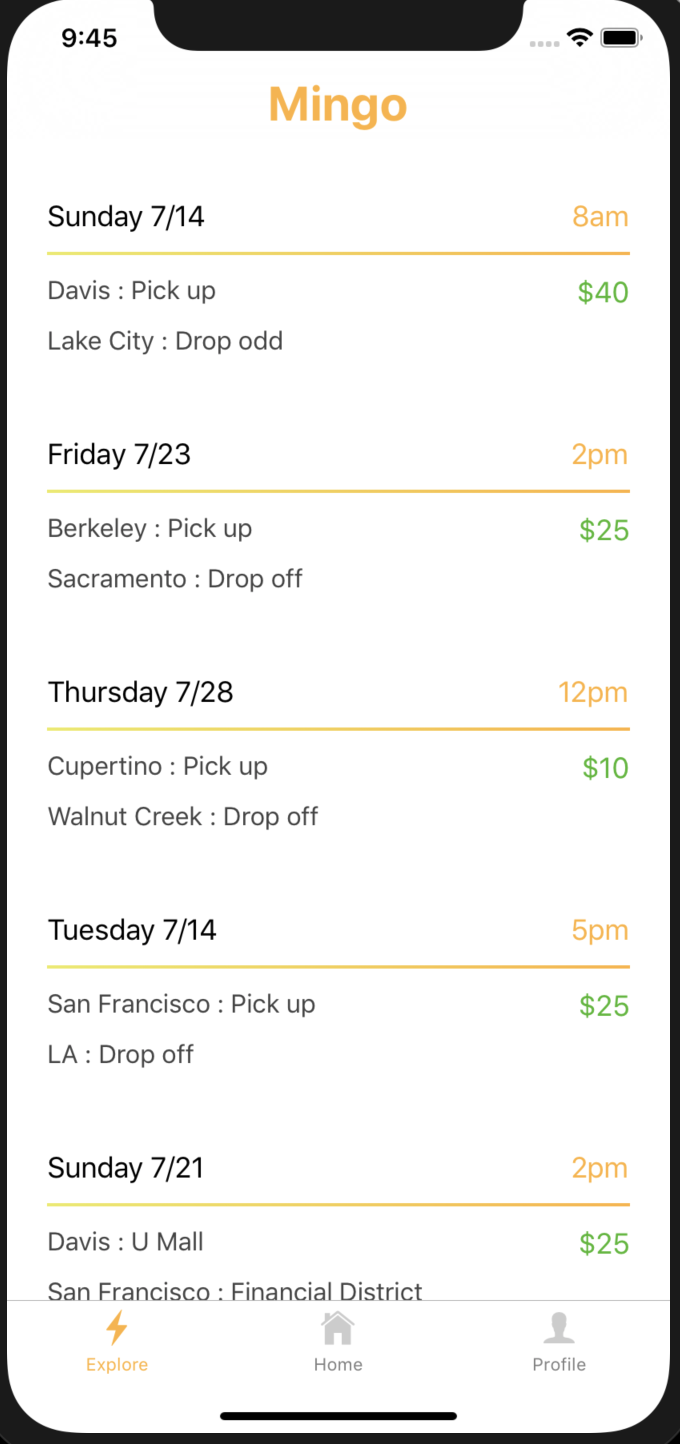 9:45
Mingo
Sunday 7/14 8am
Davis : Pick up $40
Lake City : Drop odd
Friday 7/23 2pm
Berkeley : Pick up $25
Sacramento : Drop off
Thursday 7/28 12pm
Cupertino : Pick up $10
Walnut Creek : Drop off
Tuesday 7/14 5pm
San Francisco : Pick up $25
LA : Drop off
Sunday 7/21 2pm
Davis : U Mall $25
San Francisco : Financial District
Explore Home Profile